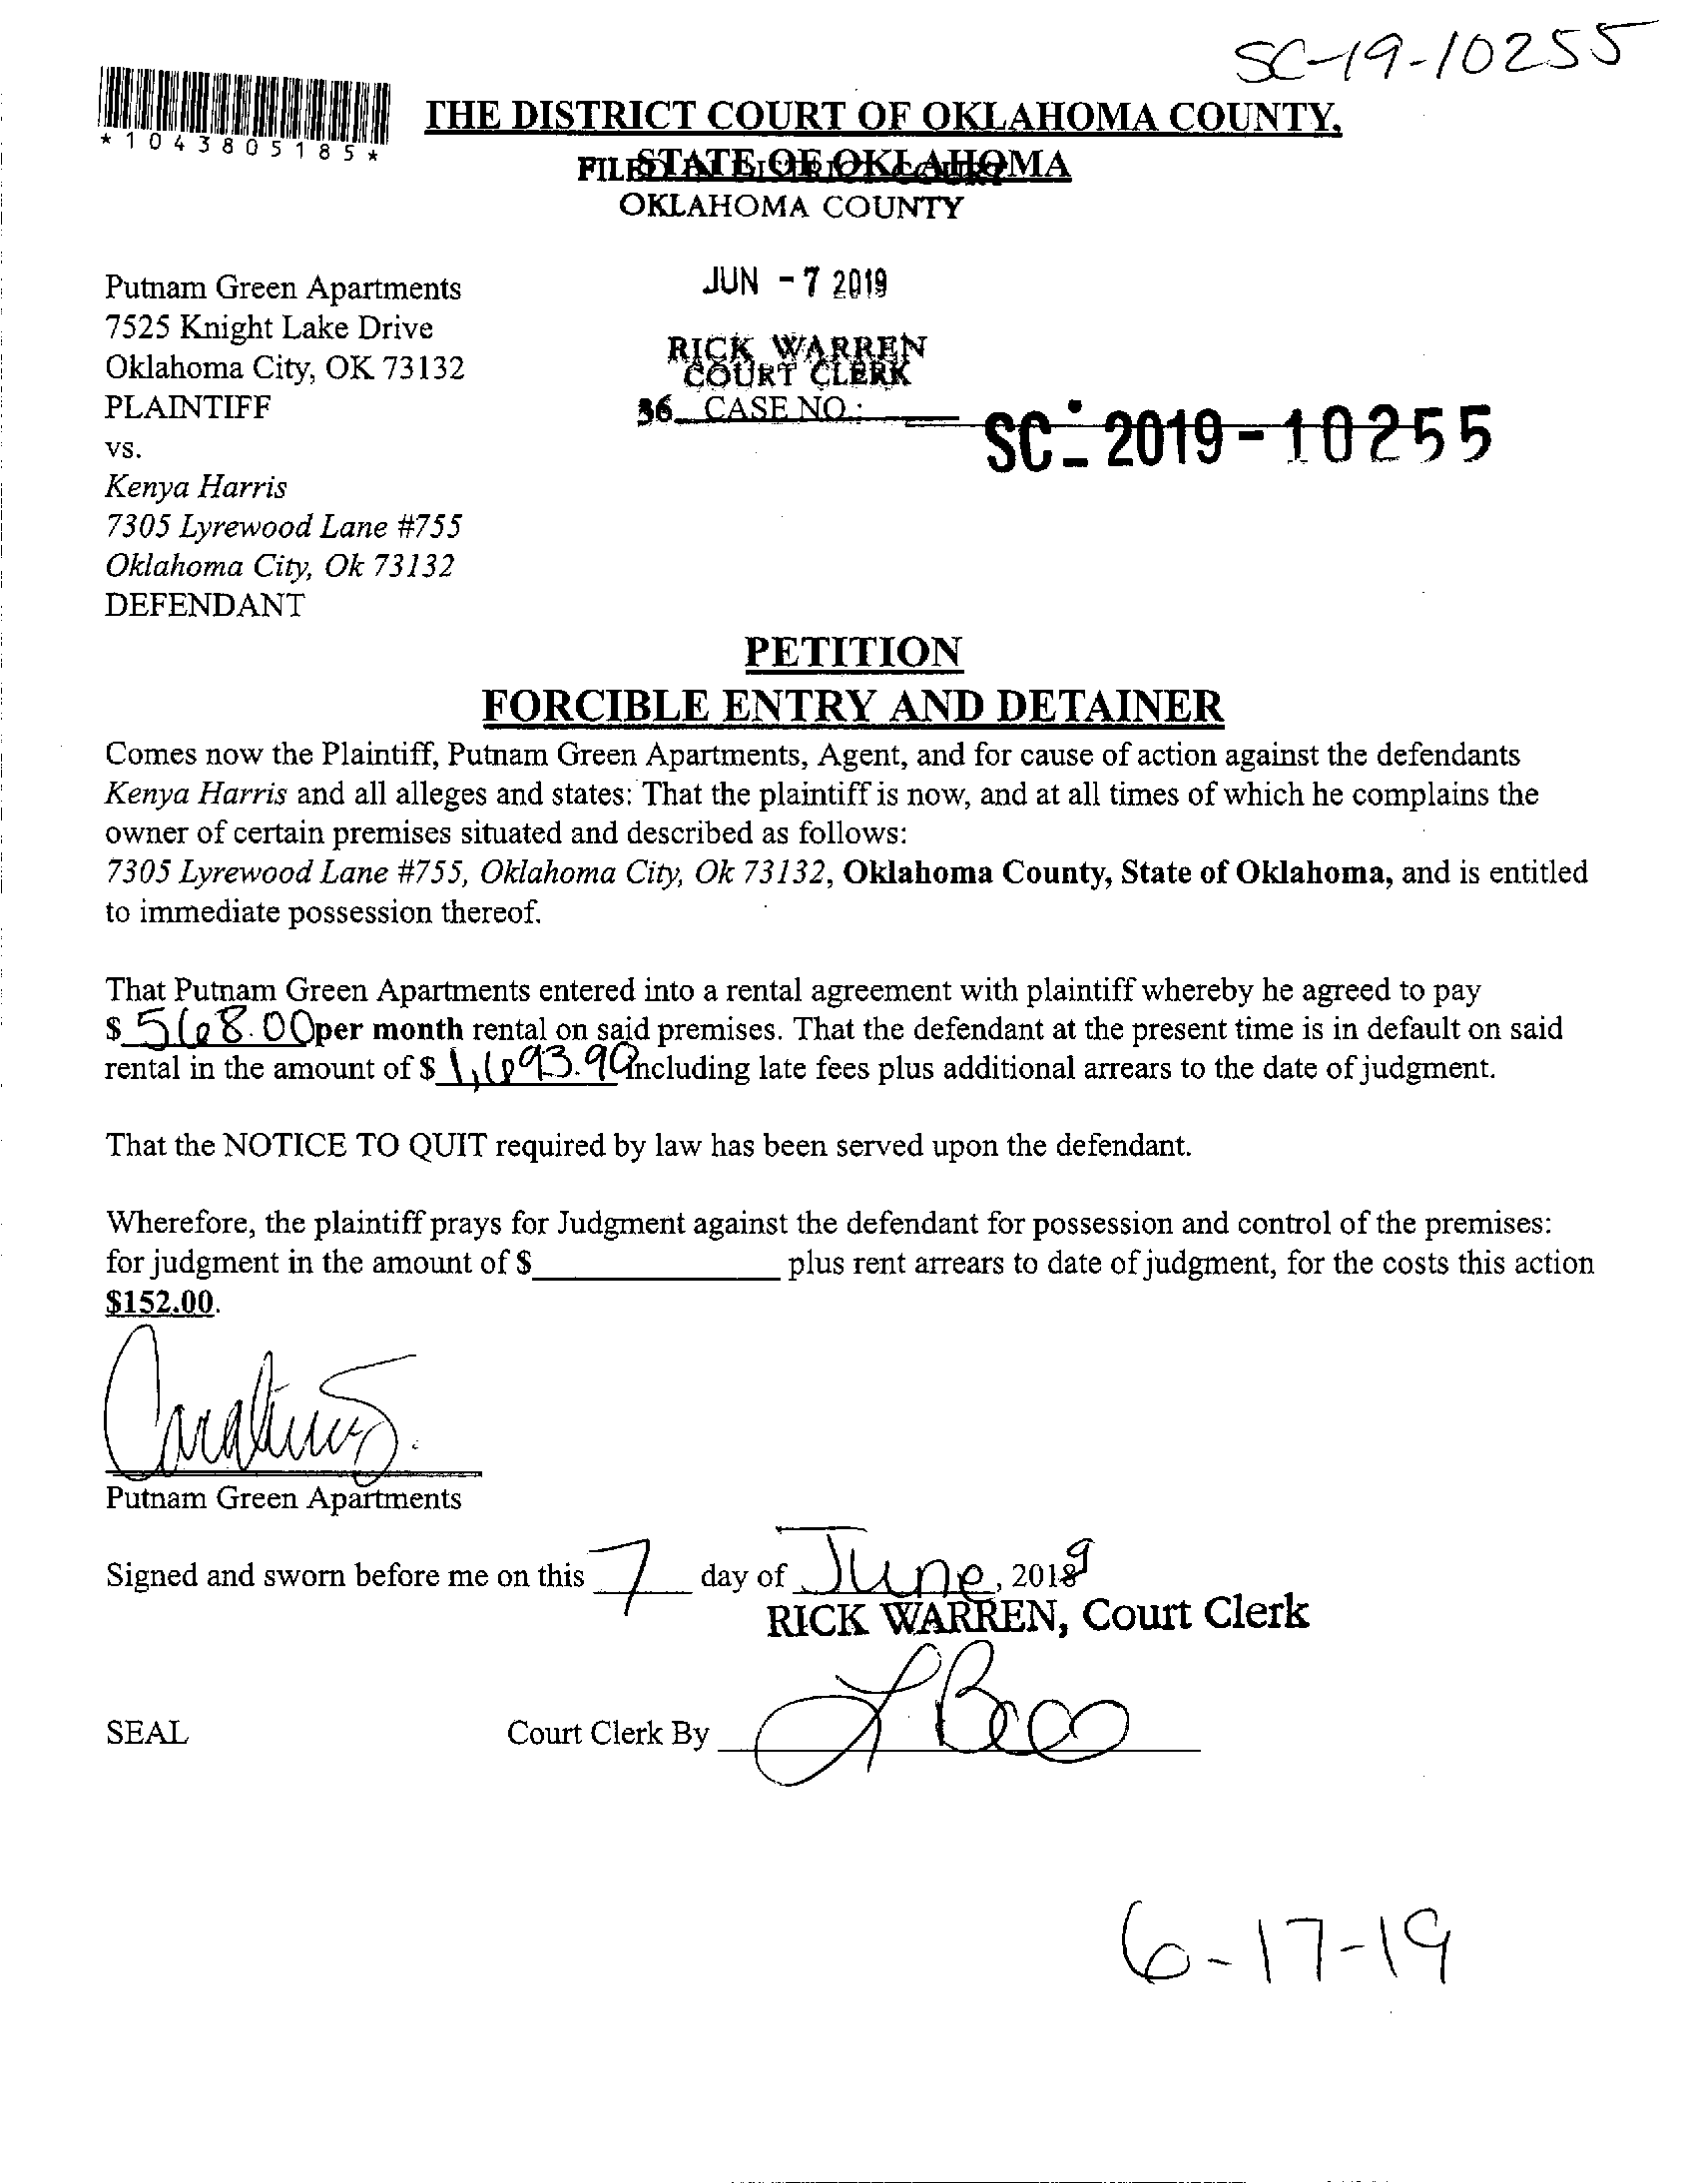 SC-19-10255
*1043805185*
THE DISTRICT COURT OF OKLAHOMA COUNTY,
STATE OF OKLAHOMA
OKLAHOMA COUNTY
JUN - 7 2019
Putnam Green Apartments
7525 Knight Lake Drive
RICK WARREN
Oklahoma City, OK 73132
COURT CLERK
PLAINTIFF
36 CASE NO.: SC - 2019 - 10255
vs.
Kenya Harris
7305 Lyrewood Lane #755
Oklahoma City, Ok 73132
DEFENDANT
PETITION
FORCIBLE ENTRY AND DETAINER
Comes now the Plaintiff, Putnam Green Apartments, Agent, and for cause of action against the defendants
Kenya Harris and all alleges and states: That the plaintiff is now, and at all times of which he complains the
owner of certain premises situated and described as follows:
7305 Lyrewood Lane #755, Oklahoma City, Ok 73132, Oklahoma County, State of Oklahoma, and is entitled
to immediate possession thereof.
That Putnam Green Apartments entered into a rental agreement with plaintiff whereby he agreed to pay
$ 568.00 per month rental on said premises. That the defendant at the present time is in default on said
rental in the amount of $ 1,693.99 including late fees plus additional arrears to the date of judgment.
That the NOTICE TO QUIT required by law has been served upon the defendant.
Wherefore, the plaintiff prays for Judgment against the defendant for possession and control of the premises:
for judgment in the amount of $ plus rent arrears to date of judgment, for the costs this action
$152.00.
Putnam Green Apartments
Signed and sworn before me on this 7 day of June, 2019
RICK WARREN, Court Clerk
SEAL Court Clerk By
6-17-19